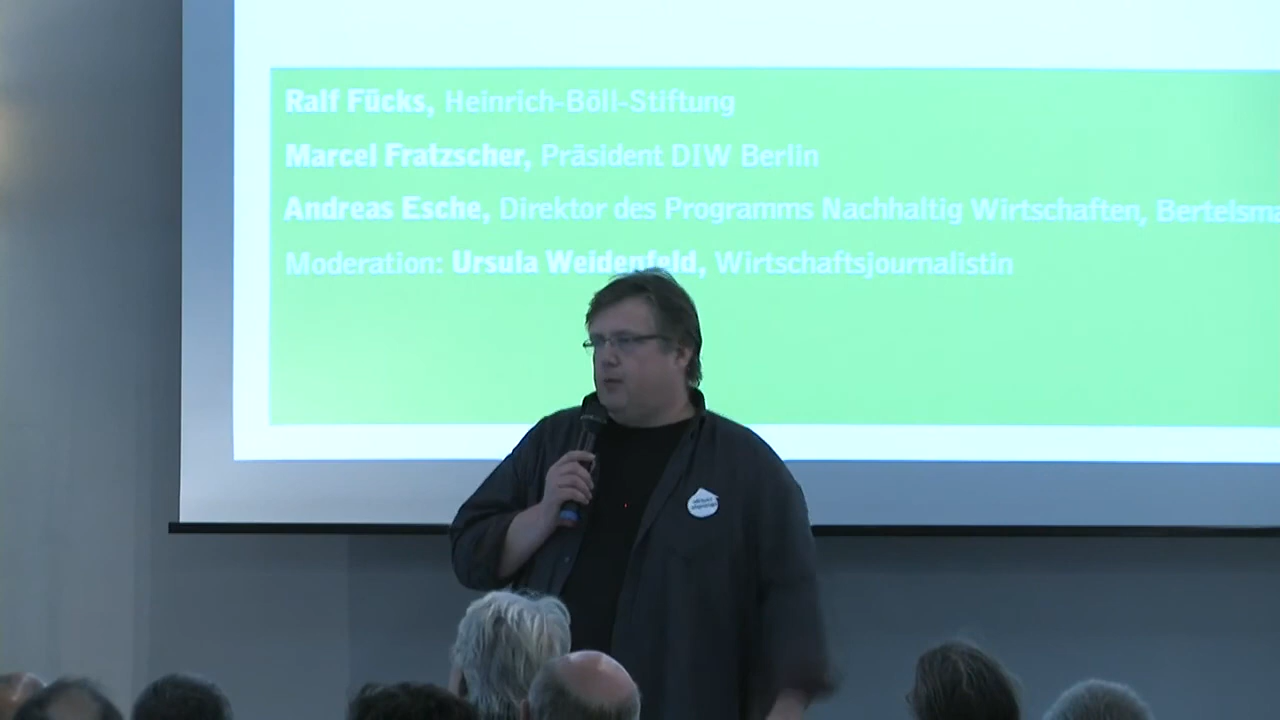 Ralf Fücks, Heinrich-Böll-Stiftung
Marcel Fratzscher, Präsident DIW Berlin
Andreas Esche, Direktor des Programms Nachhaltig Wirtschaften, Bertelsma
Moderation: Ursula Weidenfeld, Wirtschaftsjournalistin